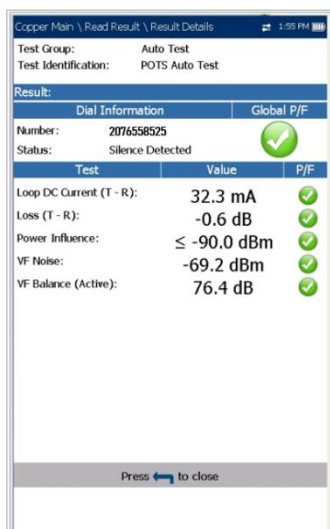 Copper Main \ Read Result \ Result Details 1:55 PM
Test Group: Auto Test
Test Identification: POTS Auto Test
Result:
Dial Information Global P/F
Number: 2076558525
Status: Silence Detected
Test Value P/F
Loop DC Current (T - R): 32.3 mA
Loss (T - R): -0.6 dB
Power Influence: ≤ -90.0 dBm
VF Noise: -69.2 dBm
VF Balance (Active): 76.4 dB
Press to close